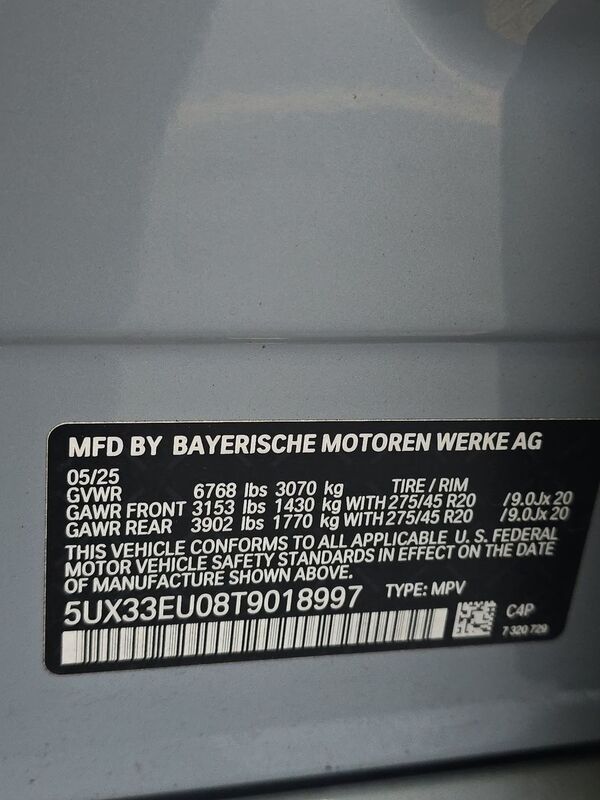 MFD BY BAYERISCHE MOTOREN WERKE AG
05/25
GVWR 6768 lbs 3070 kg TIRE / RIM
GAWR FRONT 3153 lbs 1430 kg WITH 275/45 R20 /9.0Jx 20
GAWR REAR 3902 lbs 1770 kg WITH 275/45 R20 /9.0Jx 20
THIS VEHICLE CONFORMS TO ALL APPLICABLE U. S. FEDERAL
MOTOR VEHICLE SAFETY STANDARDS IN EFFECT ON THE DATE
OF MANUFACTURE SHOWN ABOVE.
5UX33EU08T9018997 TYPE: MPV
C4P
7 320 729